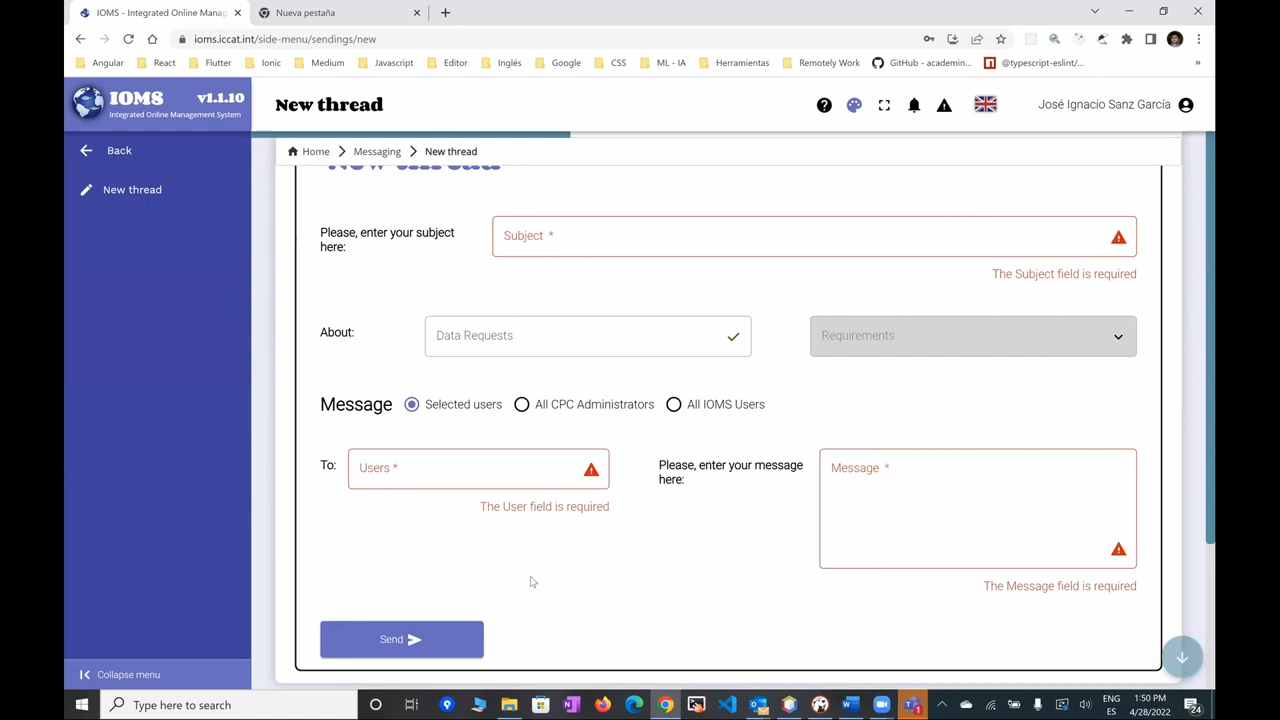 IOMS - Integrated Online Manag
Nueva pestaña
ioms.iccat.int/side-menu/sendings/new
Angular
React
Flutter
Ionic
Medium
Javascript
Editor
Inglés
Google
CSS
ML - IA
Herramientas
Remotely Work
GitHub - academin...
@typescript-eslint/...
»
IOMS v1.1.10
Integrated Online Management System
New thread
José Ignacio Sanz García
Back
New thread
Home
Messaging
New thread
New thread
Please, enter your subject
here:
Subject *
The Subject field is required
About:
Data Requests
Requirements
Message
Selected users
All CPC Administrators
All IOMS Users
To:
Users *
The User field is required
Please, enter your message
here:
Message *
The Message field is required
Send
Collapse menu
Type here to search
ENG
ES
1:50 PM
4/28/2022
24